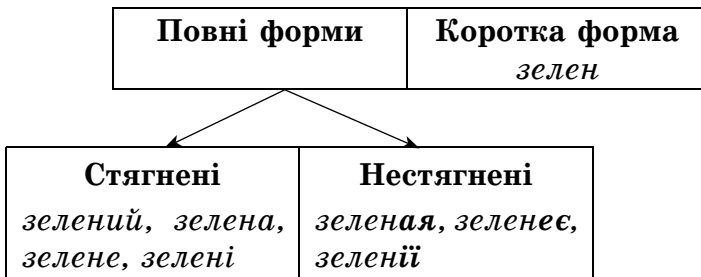 Повні форми
Коротка форма
зелен
Стягнені
зелений, зелена,
зелене, зелені
Нестягнені
зеленая, зеленеє,
зеленії